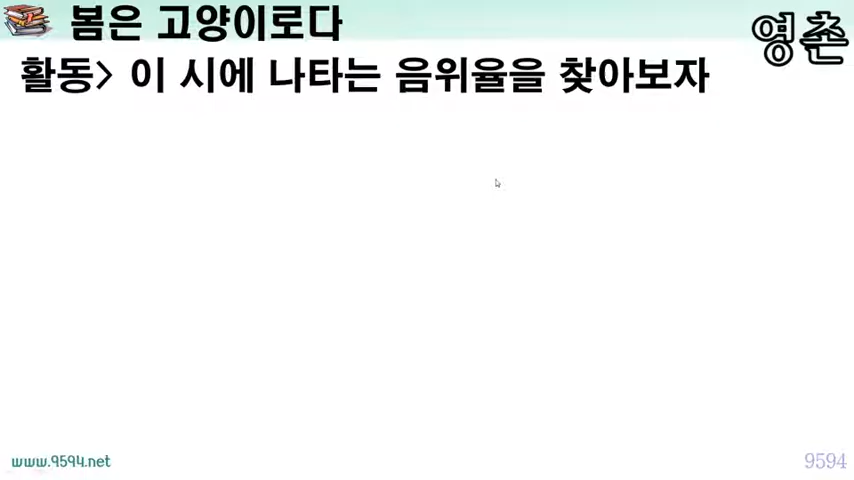 봄은 고양이로다
영촌
활동> 이 시에 나타는 음위율을 찾아보자
www.9594.net
9594